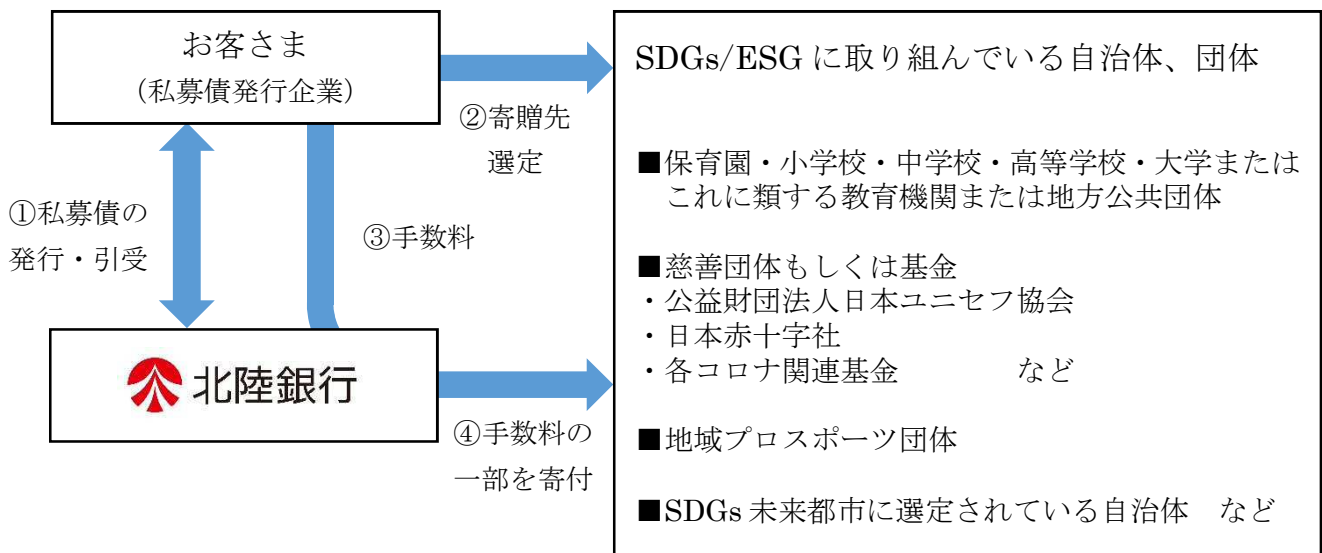 お客さま
（私募債発行企業）
②寄贈先
選定
①私募債の
発行・引受
③手数料
北陸銀行
④手数料の
一部を寄付
SDGs/ESG に取り組んでいる自治体、団体
■保育園・小学校・中学校・高等学校・大学または
これに類する教育機関または地方公共団体
■慈善団体もしくは基金
・公益財団法人日本ユニセフ協会
・日本赤十字社
・各コロナ関連基金　　　　　など
■地域プロスポーツ団体
■SDGs 未来都市に選定されている自治体　など